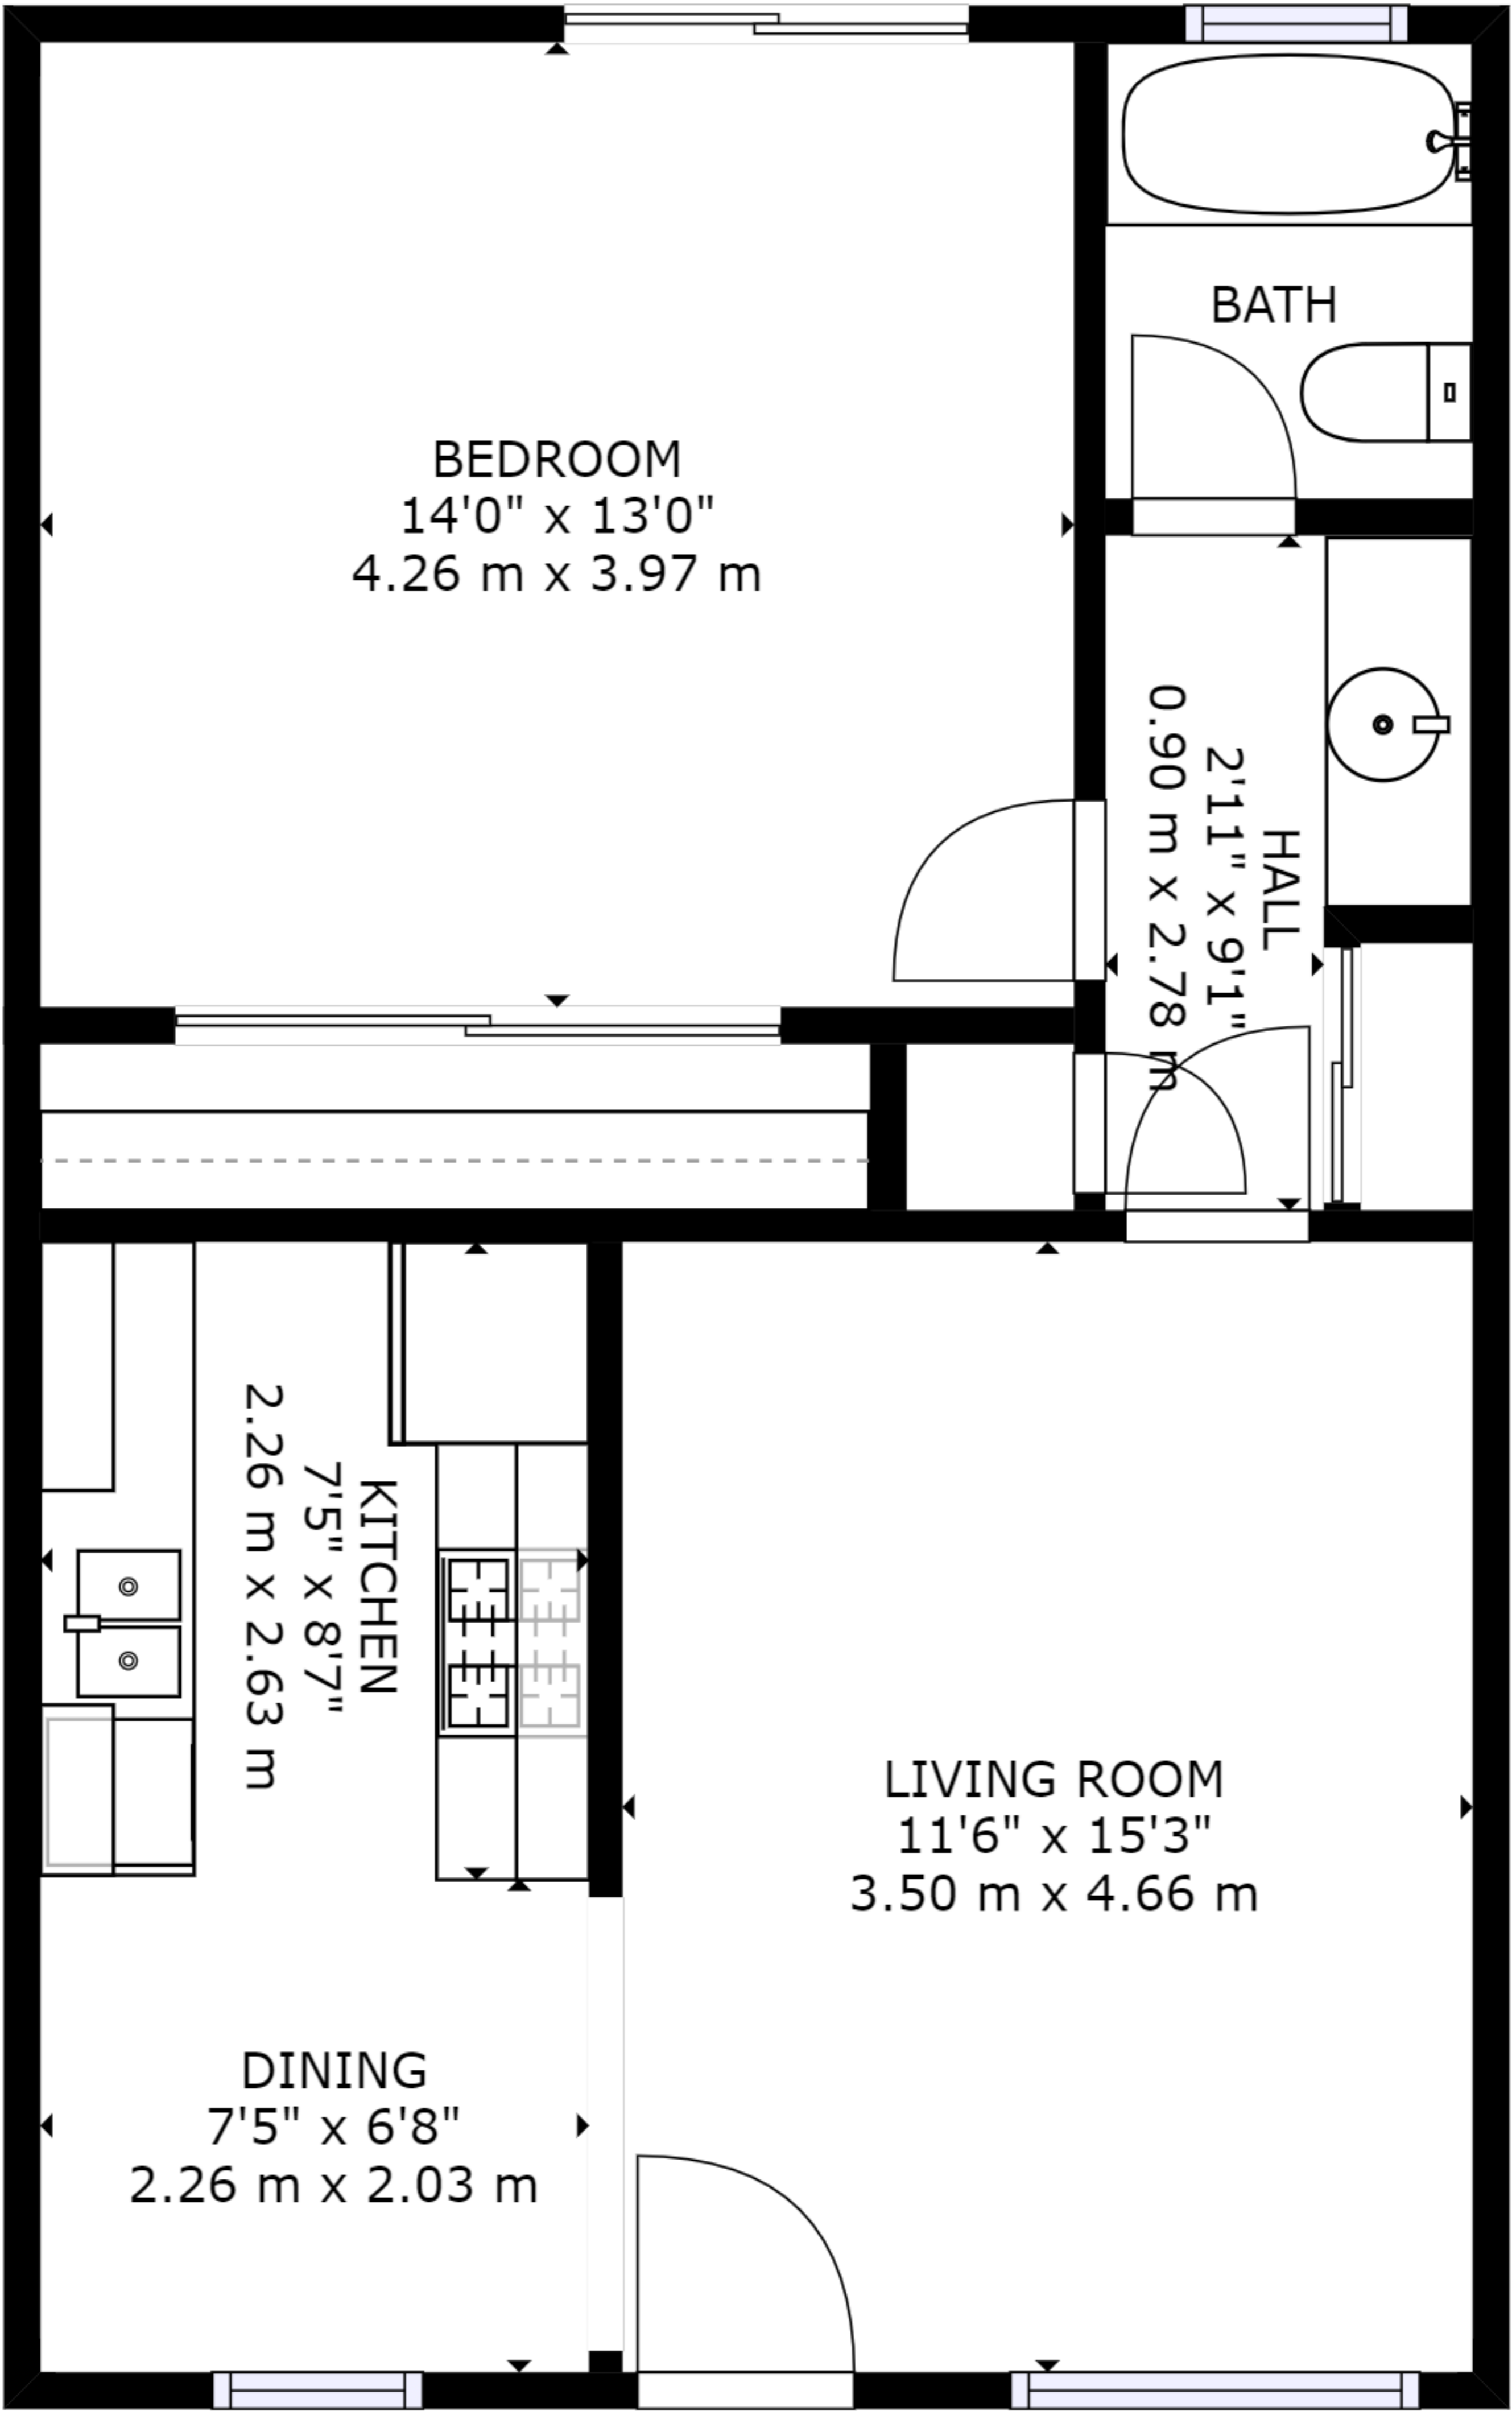 BATH
BEDROOM
14'0" x 13'0"
4.26 m x 3.97 m
HALL
2'11" x 9'1"
0.90 m x 2.78 m
KITCHEN
7'5" x 8'7"
2.26 m x 2.63 m
LIVING ROOM
11'6" x 15'3"
3.50 m x 4.66 m
DINING
7'5" x 6'8"
2.26 m x 2.03 m